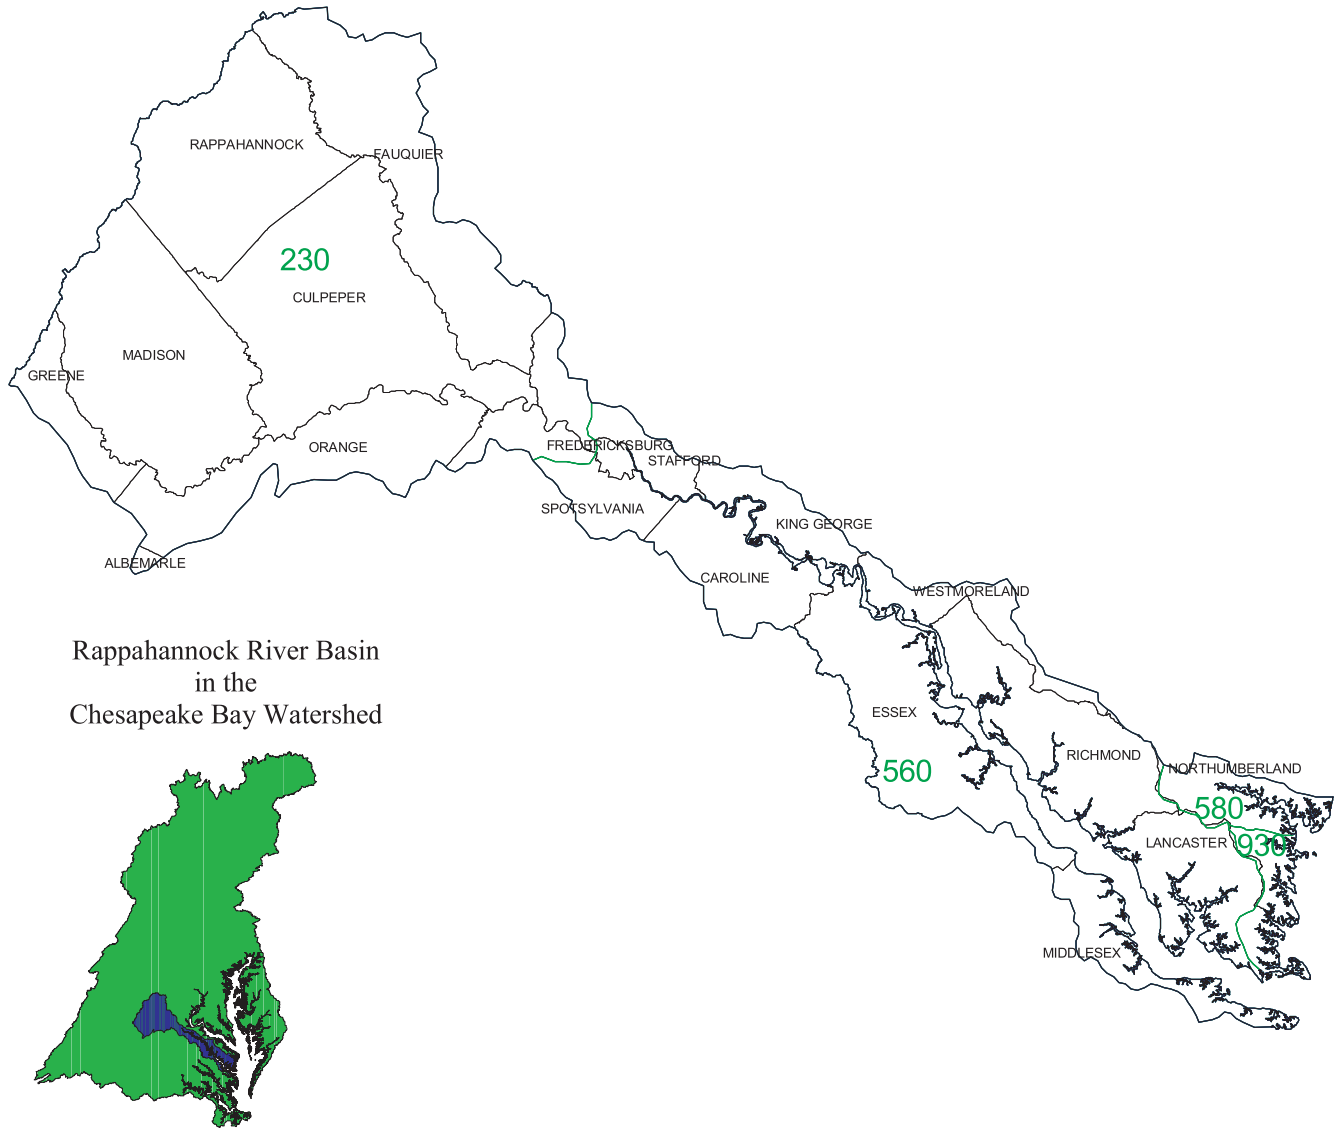 RAPPAHANNOCK
FAUQUIER
230
CULPEPER
MADISON
GREENE
ORANGE
FREDERICKSBURG
STAFFORD
SPOTSYLVANIA
KING GEORGE
ALBEMARLE
CAROLINE
WESTMORELAND
Rappahannock River Basin
in the
Chesapeake Bay Watershed
ESSEX
RICHMOND
560
NORTHUMBERLAND
580
LANCASTER
930
MIDDLESEX